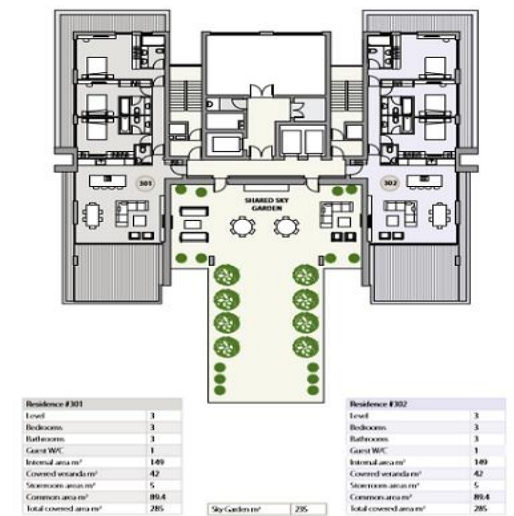 301
302
SHARED SKY
GARDEN
Residence #301
Level 3
Bedrooms 3
Bathrooms 3
Guest W/C 1
Internal area m² 149
Covered veranda m² 42
Storeroom areas m² 5
Common area m² 89.4
Total covered area m² 285
Sky Garden m² 235
Residence #302
Level 3
Bedrooms 3
Bathrooms 3
Guest W/C 1
Internal area m² 149
Covered veranda m² 42
Storeroom areas m² 5
Common area m² 89.4
Total covered area m² 285